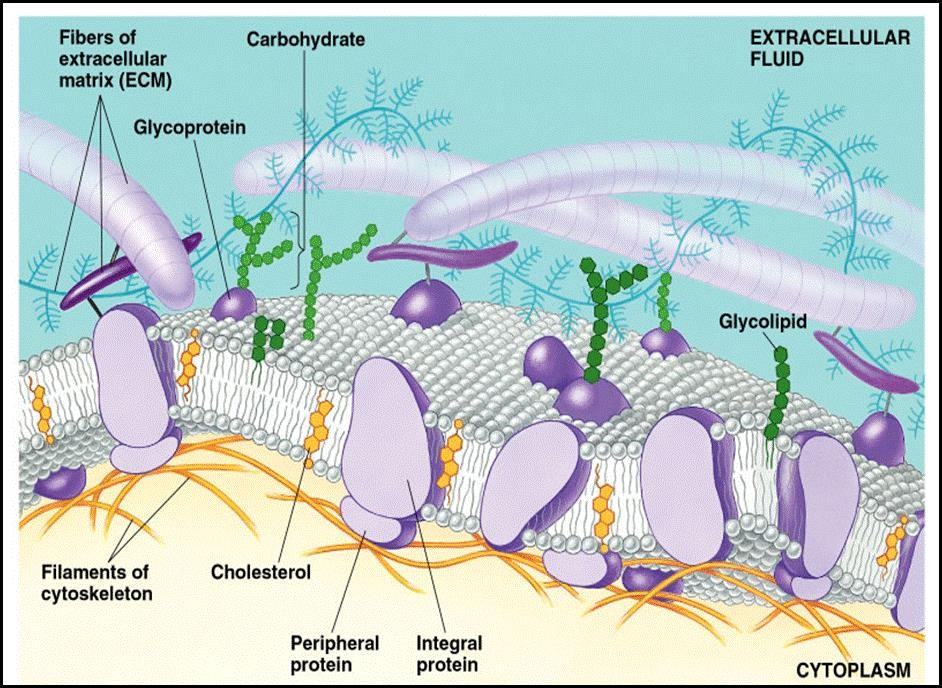 Fibers of
extracellular
matrix (ECM)
Carbohydrate
EXTRACELLULAR
FLUID
Glycoprotein
Glycolipid
Filaments of
cytoskeleton
Cholesterol
Peripheral
protein
Integral
protein
CYTOPLASM